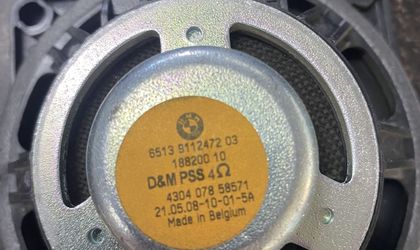 6513 9112472 03
188200 10
D&M PSS 4Ω
4304 078 58571
21.05.08-10-01-5A
Made in Belgium